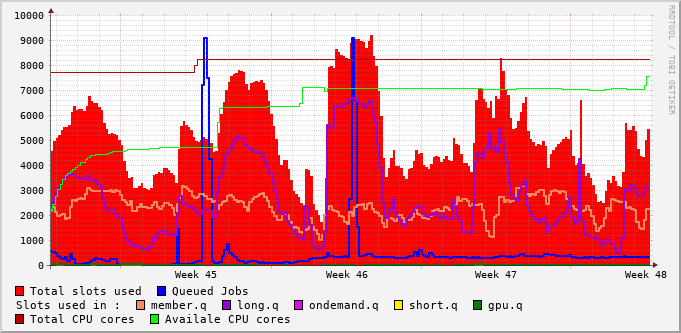 10000
9000
8000
7000
6000
5000
4000
3000
2000
1000
0
Week 45 Week 46 Week 47 Week 48
Total slots used Queued Jobs
Slots used in : member.q long.q ondemand.q short.q gpu.q
Total CPU cores Availale CPU cores
RRDTOOL / TOBI OETIKER